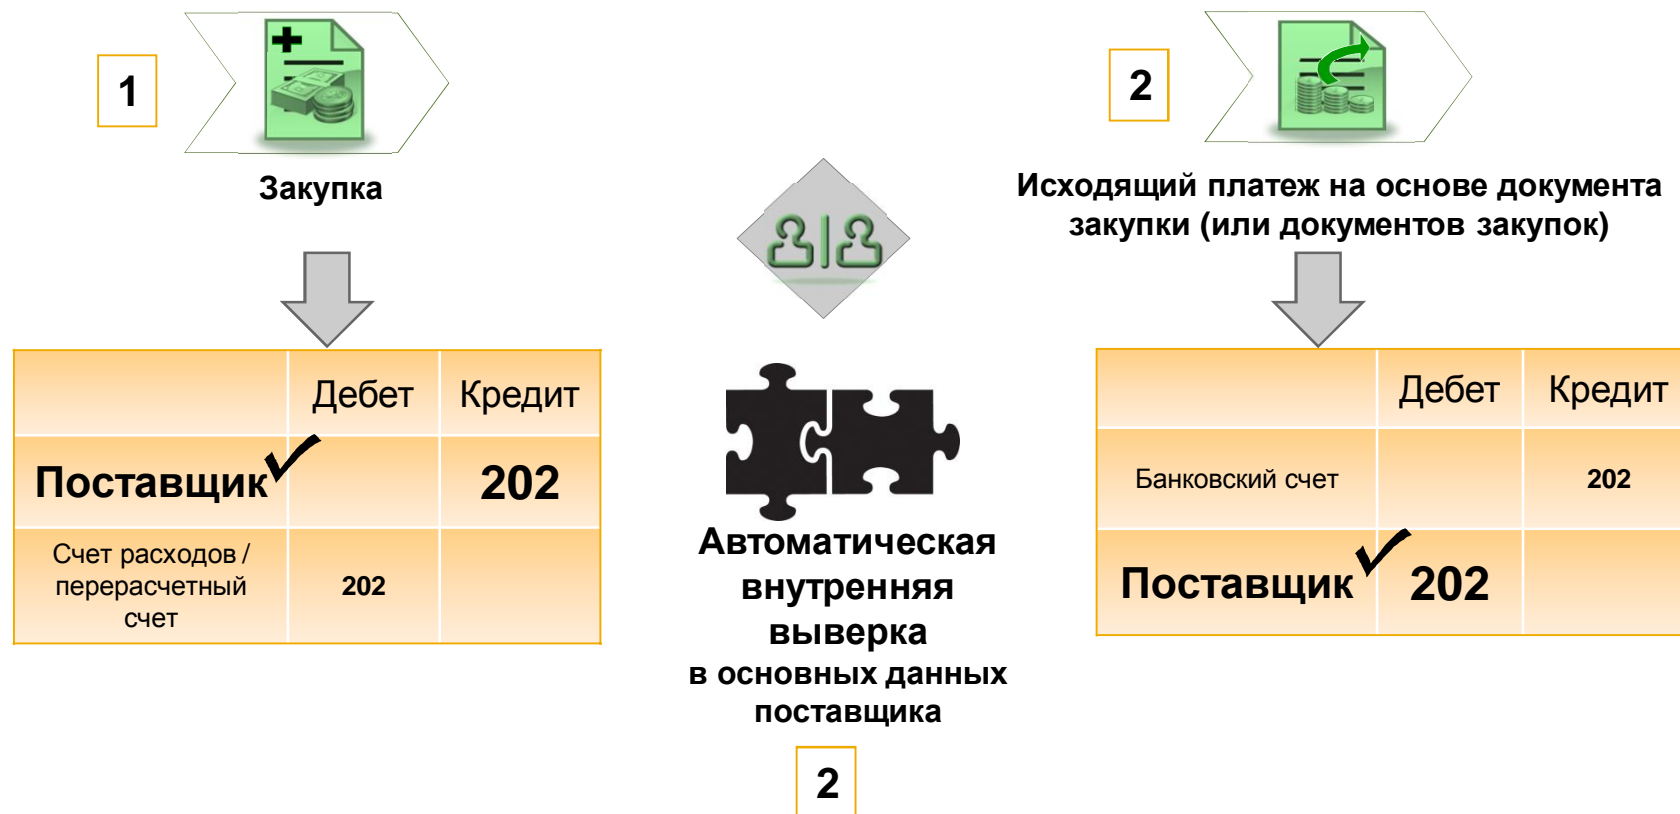 1
Закупка
Дебет Кредит
Поставщик 202
Счет расходов /
перерасчетный
счет
202
Автоматическая
внутренняя
выверка
в основных данных
поставщика
2
2
Исходящий платеж на основе документа
закупки (или документов закупок)
Дебет Кредит
Банковский счет 202
Поставщик 202